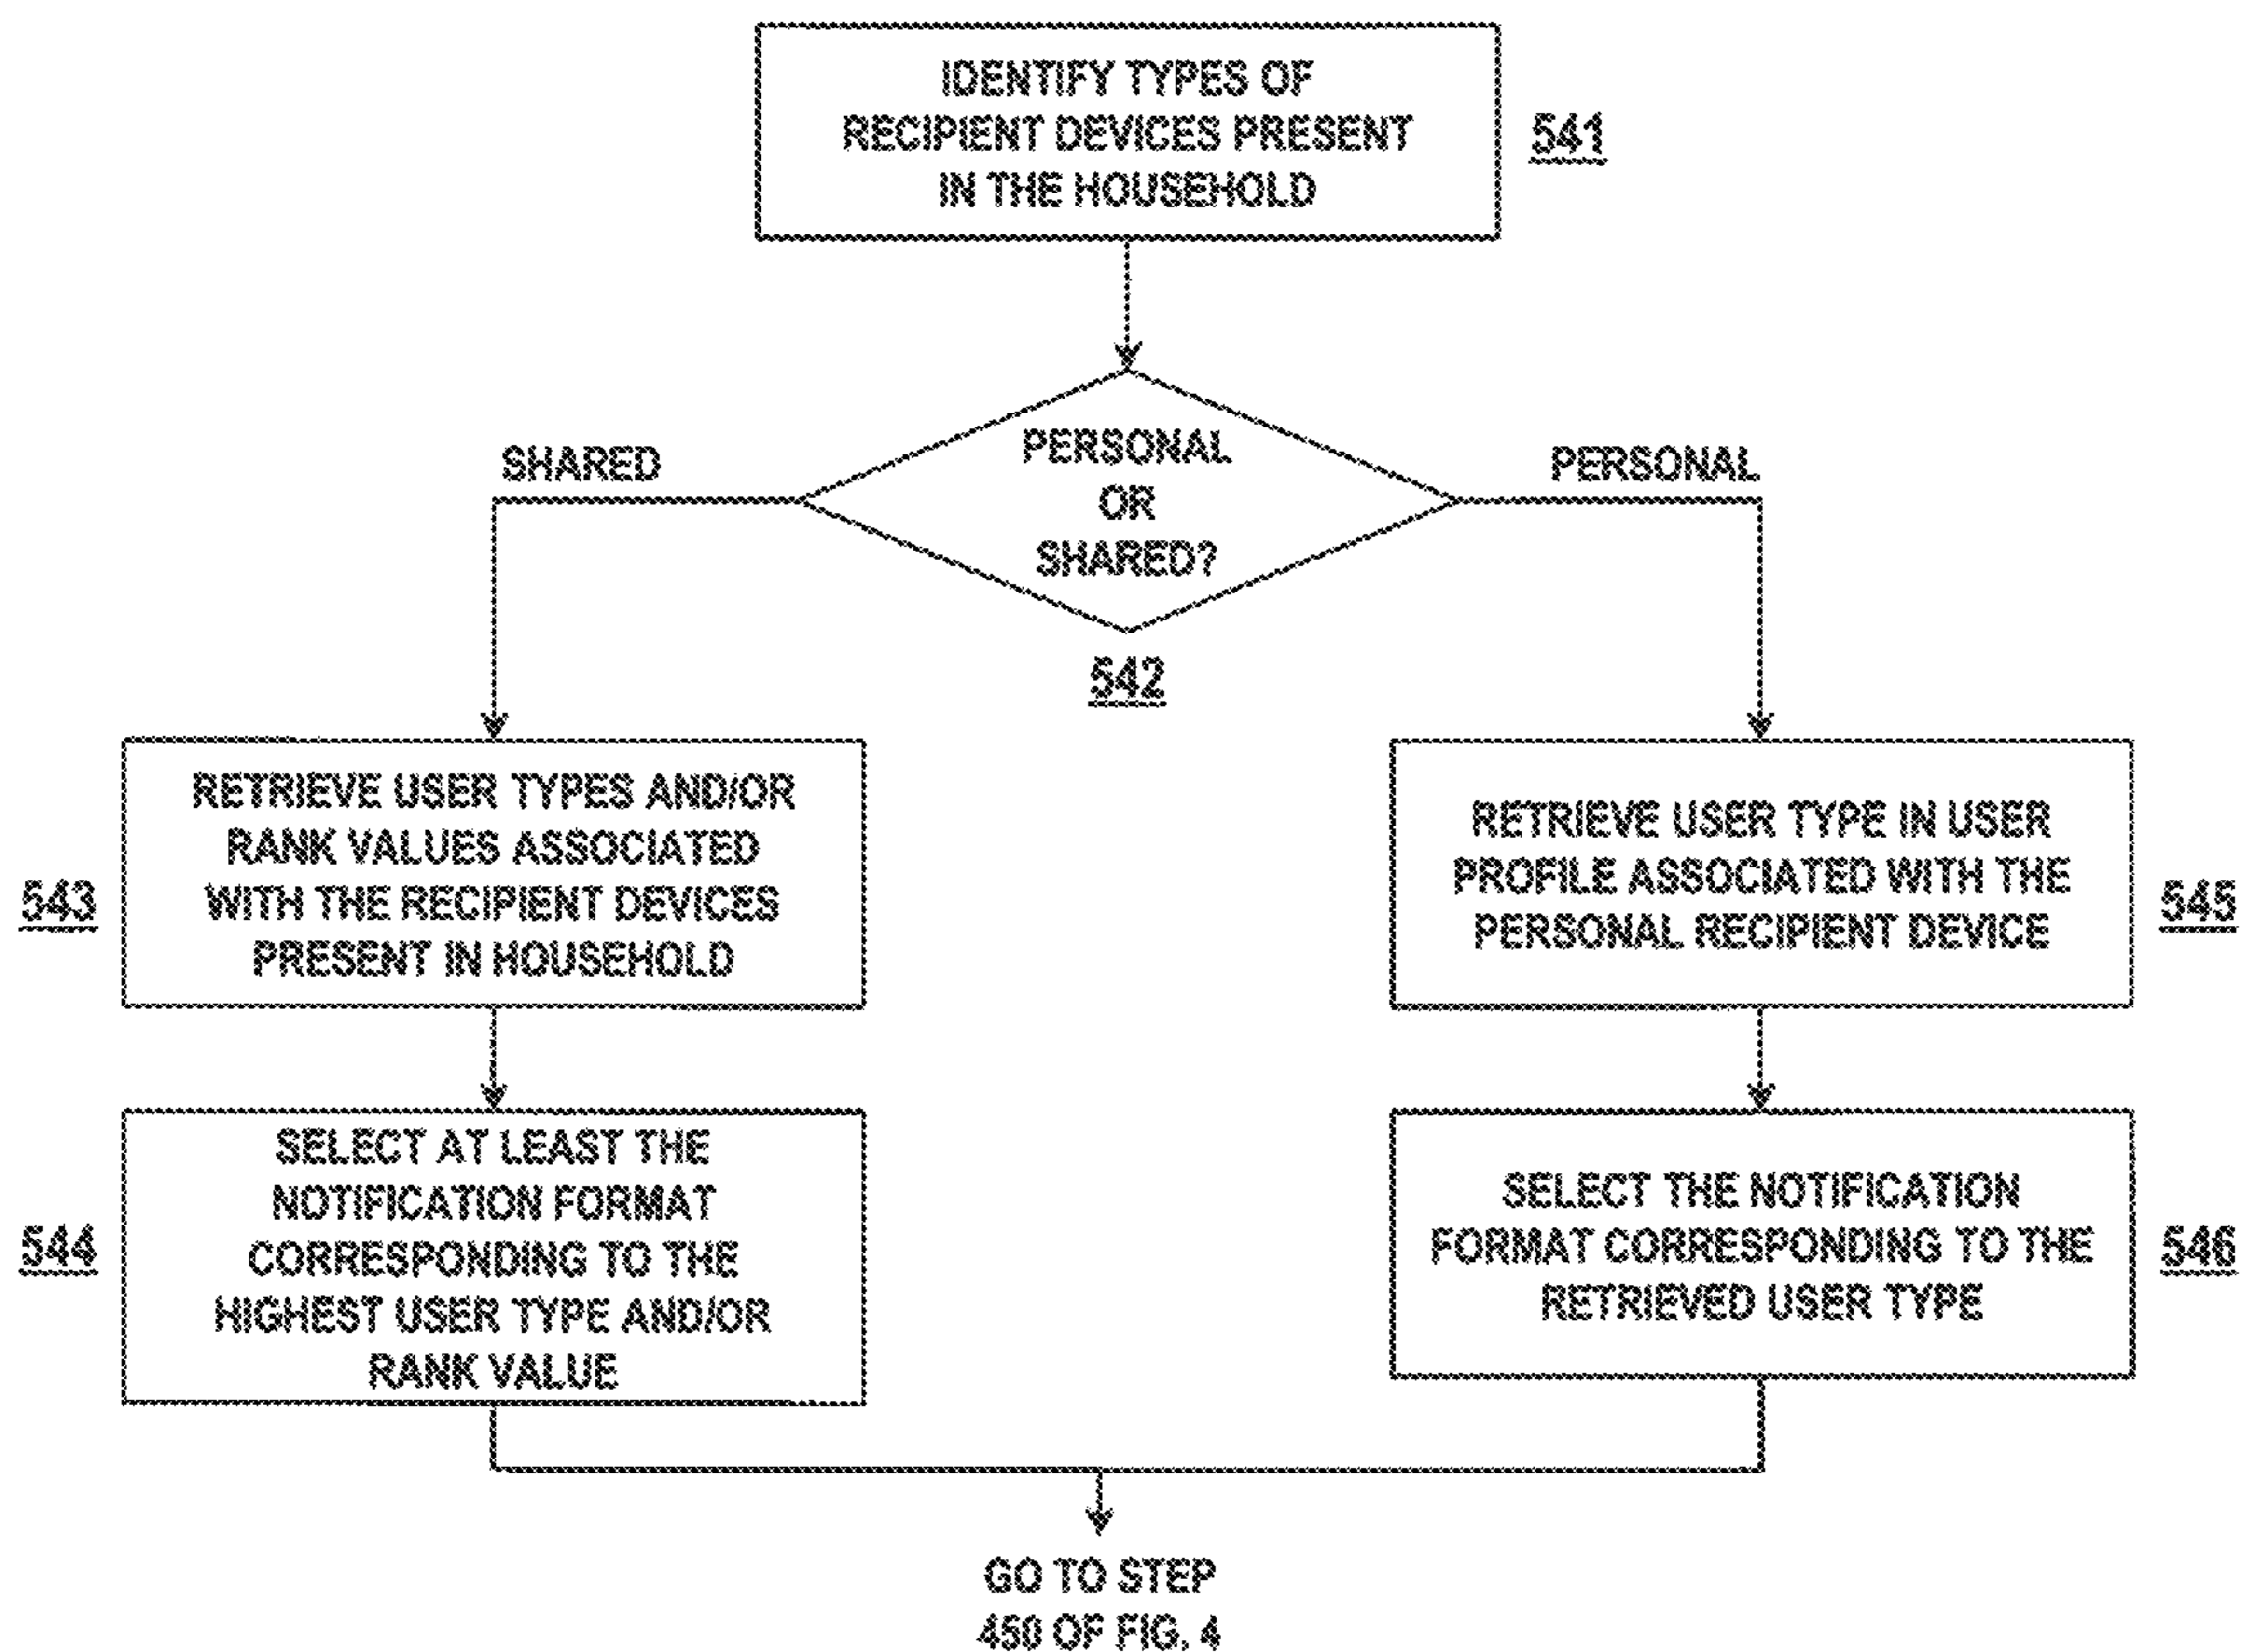 IDENTIFY TYPES OF
RECIPIENT DEVICES PRESENT
IN THE HOUSEHOLD
541
SHARED
PERSONAL
OR
SHARED?
PERSONAL
542
RETRIEVE USER TYPES AND/OR
RANK VALUES ASSOCIATED
WITH THE RECIPIENT DEVICES
PRESENT IN HOUSEHOLD
543
RETRIEVE USER TYPE IN USER
PROFILE ASSOCIATED WITH THE
PERSONAL RECIPIENT DEVICE
545
SELECT AT LEAST THE
NOTIFICATION FORMAT
CORRESPONDING TO THE
HIGHEST USER TYPE AND/OR
RANK VALUE
544
SELECT THE NOTIFICATION
FORMAT CORRESPONDING TO THE
RETRIEVED USER TYPE
546
GO TO STEP
450 OF FIG. 4